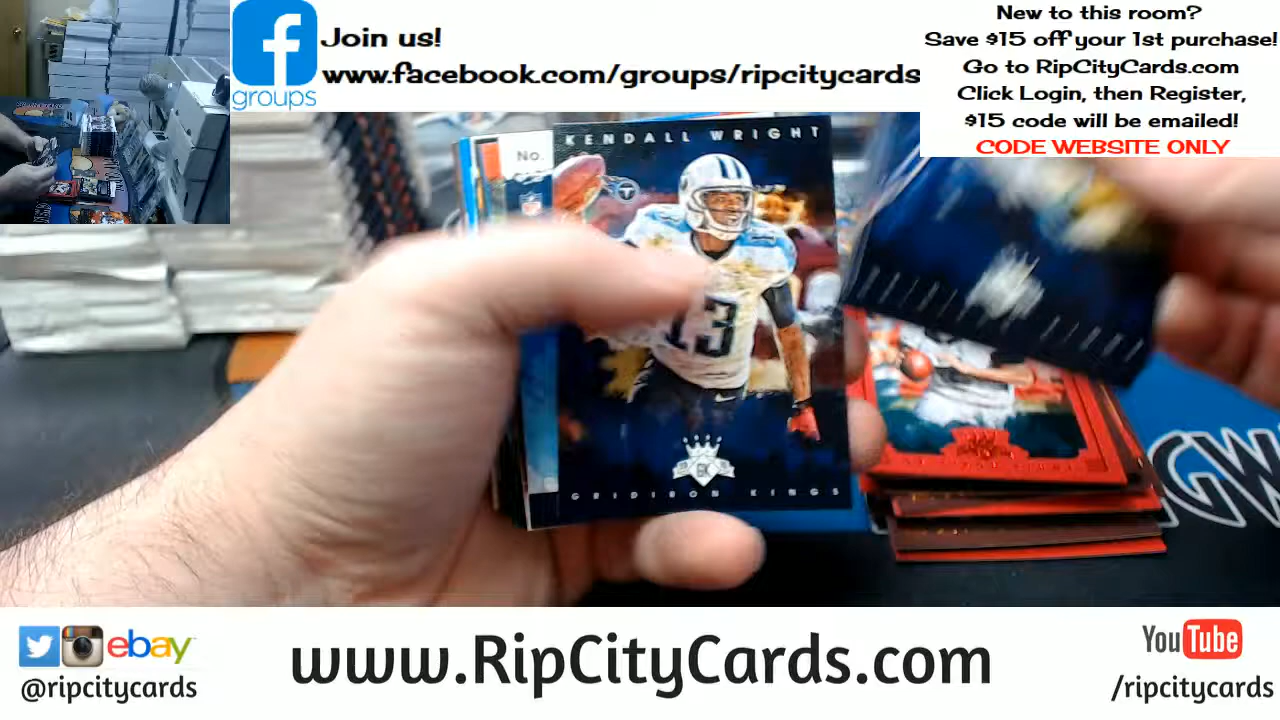 Join us!
www.facebook.com/groups/ripcitycards
groups
New to this room?
Save $15 off your 1st purchase!
Go to RipCityCards.com
Click Login, then Register,
$15 code will be emailed!
CODE WEBSITE ONLY
No.
KENDALL WRIGHT
13
GK
GRIDIRON KINGS
ebay
@ripcitycards
www.RipCityCards.com
YouTube
/ripcitycards